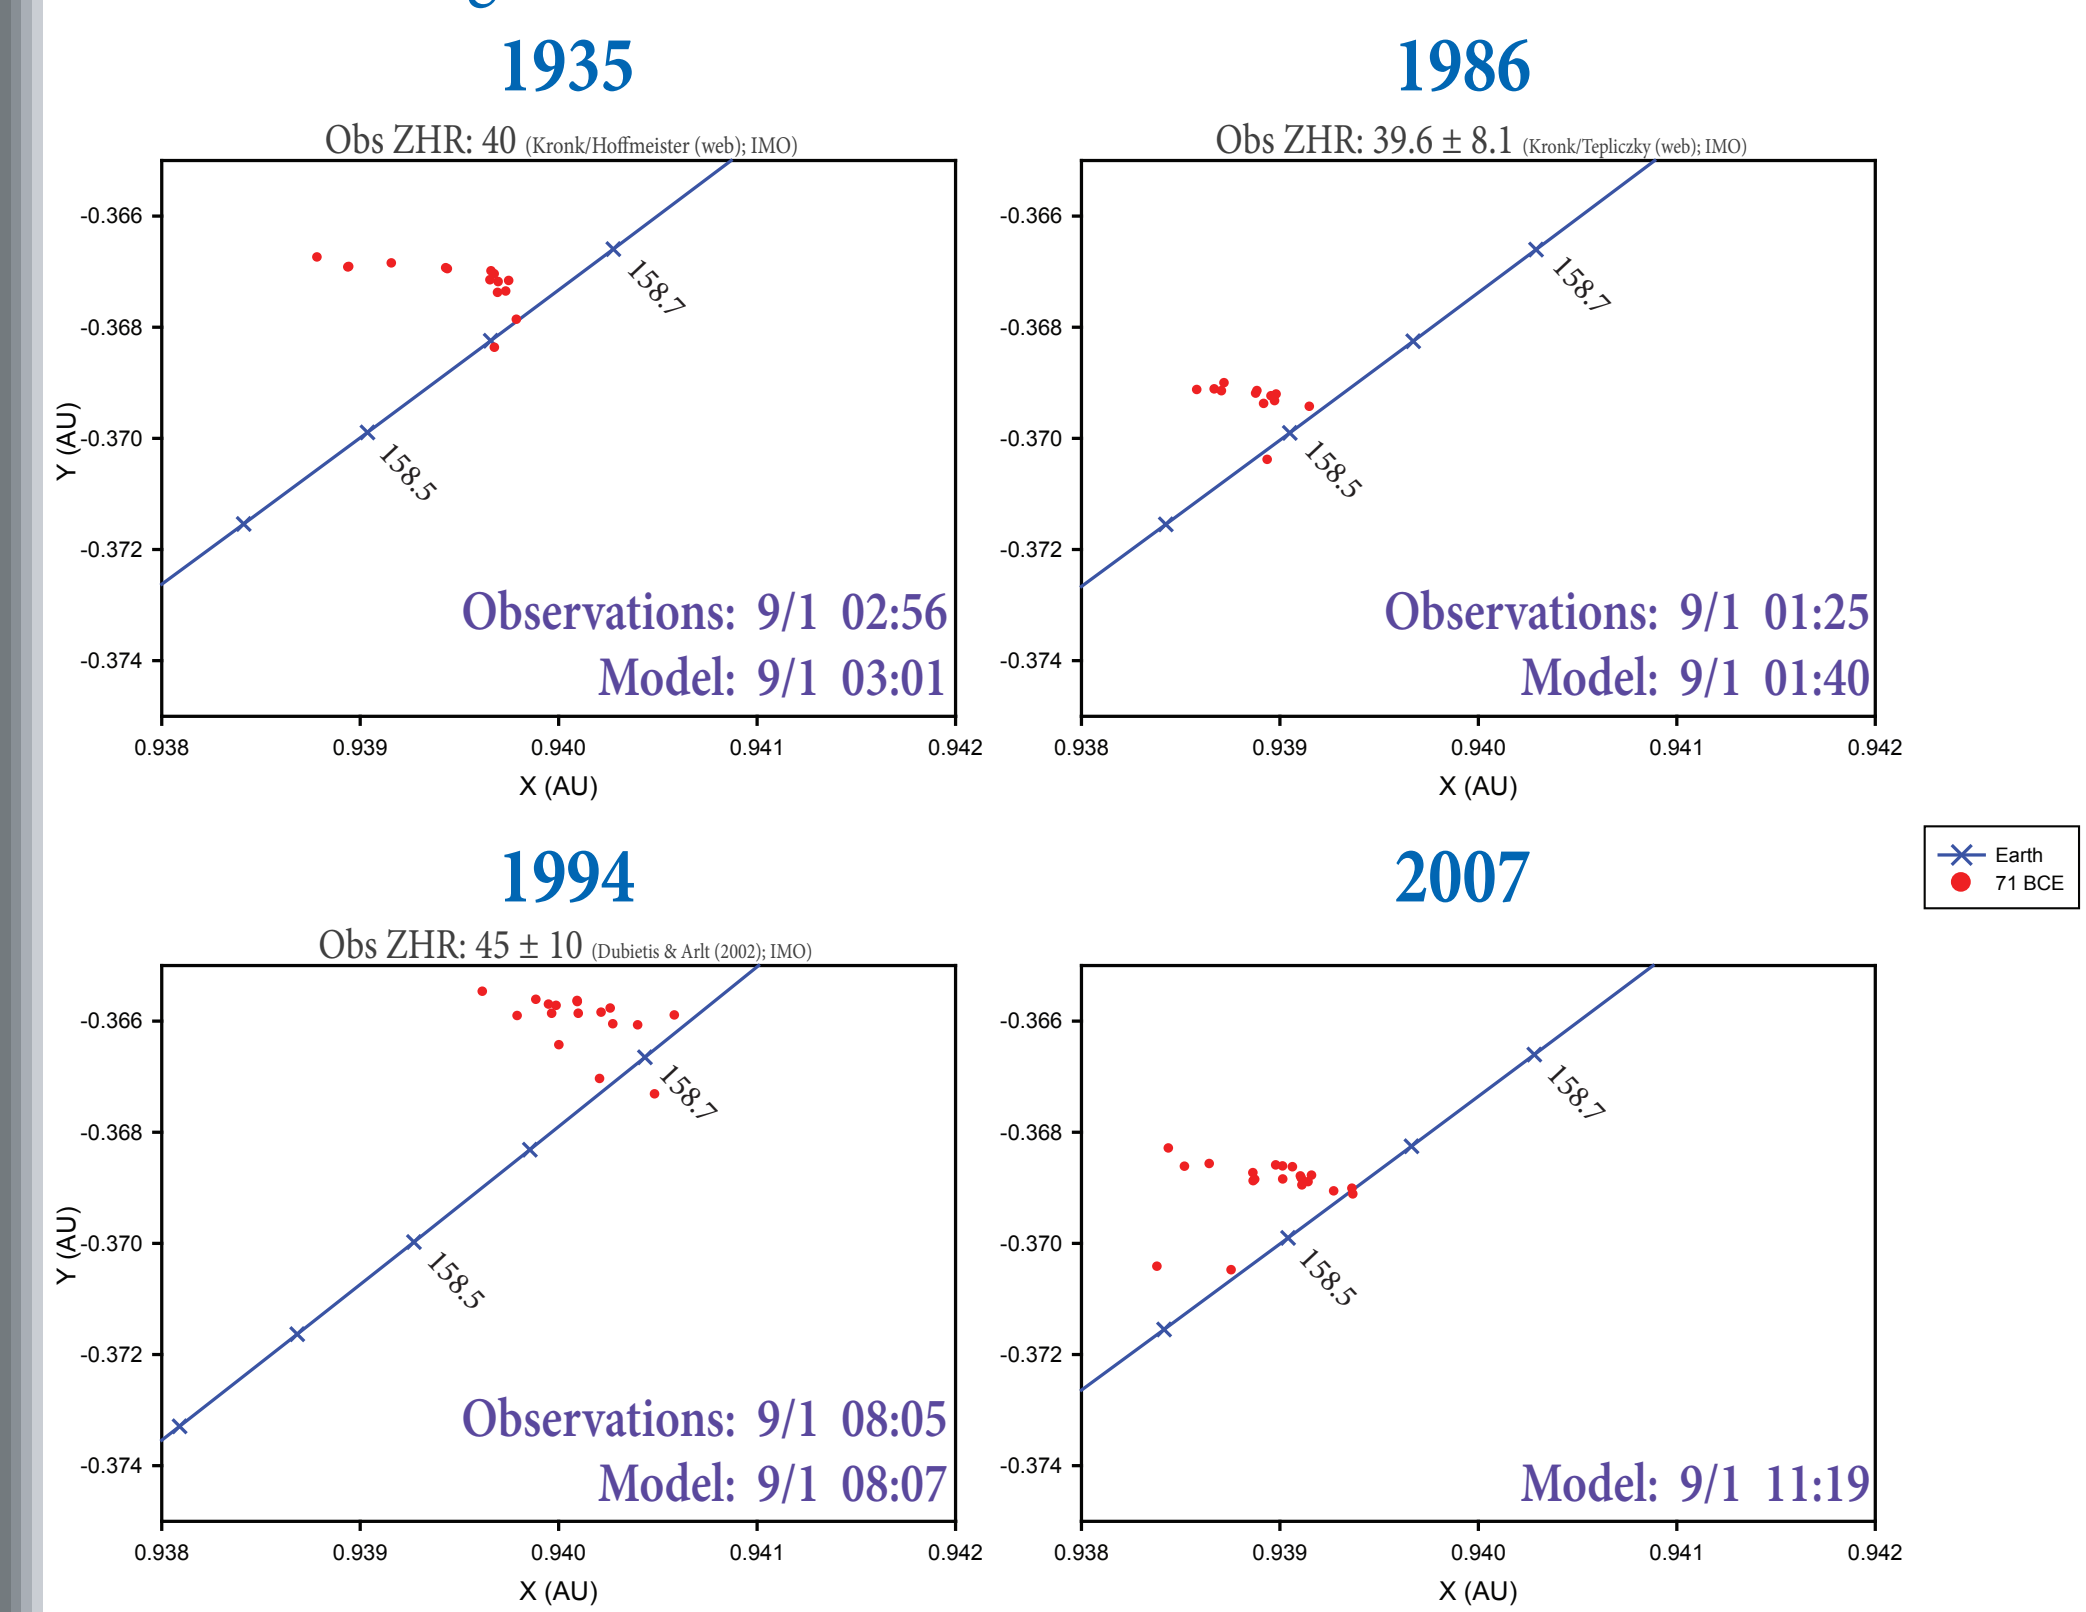 1935
Obs ZHR: 40 (Kronk/Hoffmeister (web); IMO)
-0.366
-0.368
-0.370
-0.372
-0.374
Y (AU)
158.7
158.5
Observations: 9/1 02:56
Model: 9/1 03:01
0.938 0.939 0.940 0.941 0.942
X (AU)
1986
Obs ZHR: 39.6 ± 8.1 (Kronk/Tepliczky (web); IMO)
-0.366
-0.368
-0.370
-0.372
-0.374
158.7
158.5
Observations: 9/1 01:25
Model: 9/1 01:40
0.938 0.939 0.940 0.941 0.942
X (AU)
Earth
71 BCE
1994
Obs ZHR: 45 ± 10 (Dubietis & Arlt (2002); IMO)
-0.366
-0.368
-0.370
-0.372
-0.374
Y (AU)
158.7
158.5
Observations: 9/1 08:05
Model: 9/1 08:07
0.938 0.939 0.940 0.941 0.942
X (AU)
2007
-0.366
-0.368
-0.370
-0.372
-0.374
158.7
158.5
Model: 9/1 11:19
0.938 0.939 0.940 0.941 0.942
X (AU)